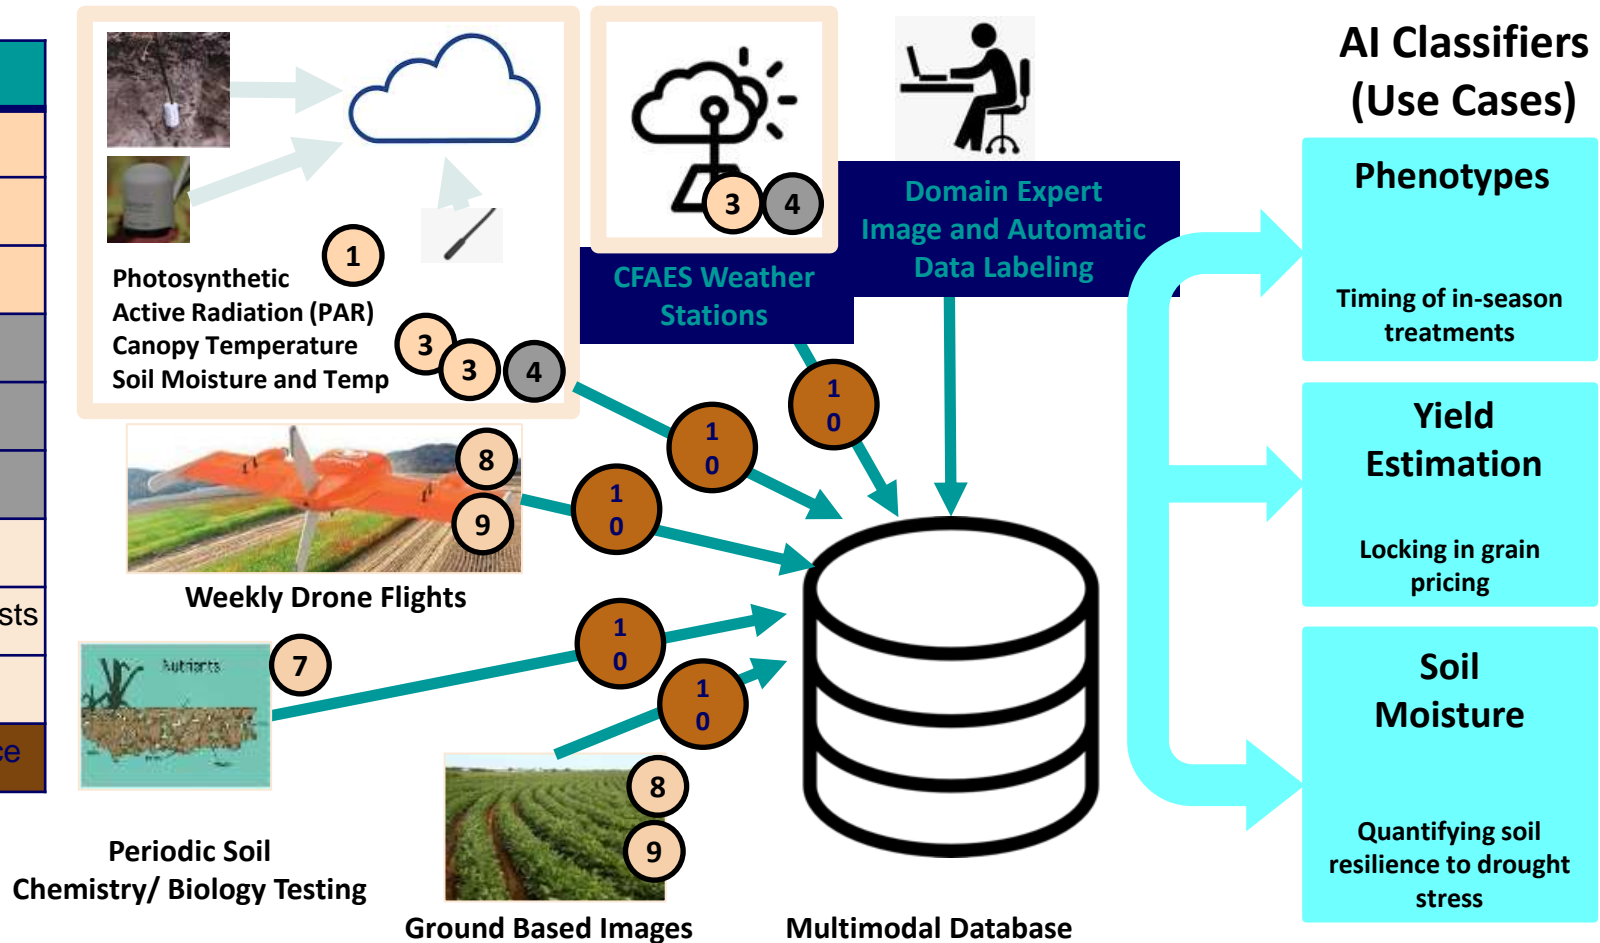 sts
ce
1
Photosynthetic
Active Radiation (PAR)
Canopy Temperature
Soil Moisture and Temp
3
3
4
3
4
CFAES Weather
Stations
Domain Expert
Image and Automatic
Data Labeling
1
0
1
0
8
9
1
0
Weekly Drone Flights
Nutrients
7
1
0
Periodic Soil
Chemistry/ Biology Testing
1
0
8
9
Ground Based Images
Multimodal Database
AI Classifiers
(Use Cases)
Phenotypes
Timing of in-season
treatments
Yield
Estimation
Locking in grain
pricing
Soil
Moisture
Quantifying soil
resilience to drought
stress